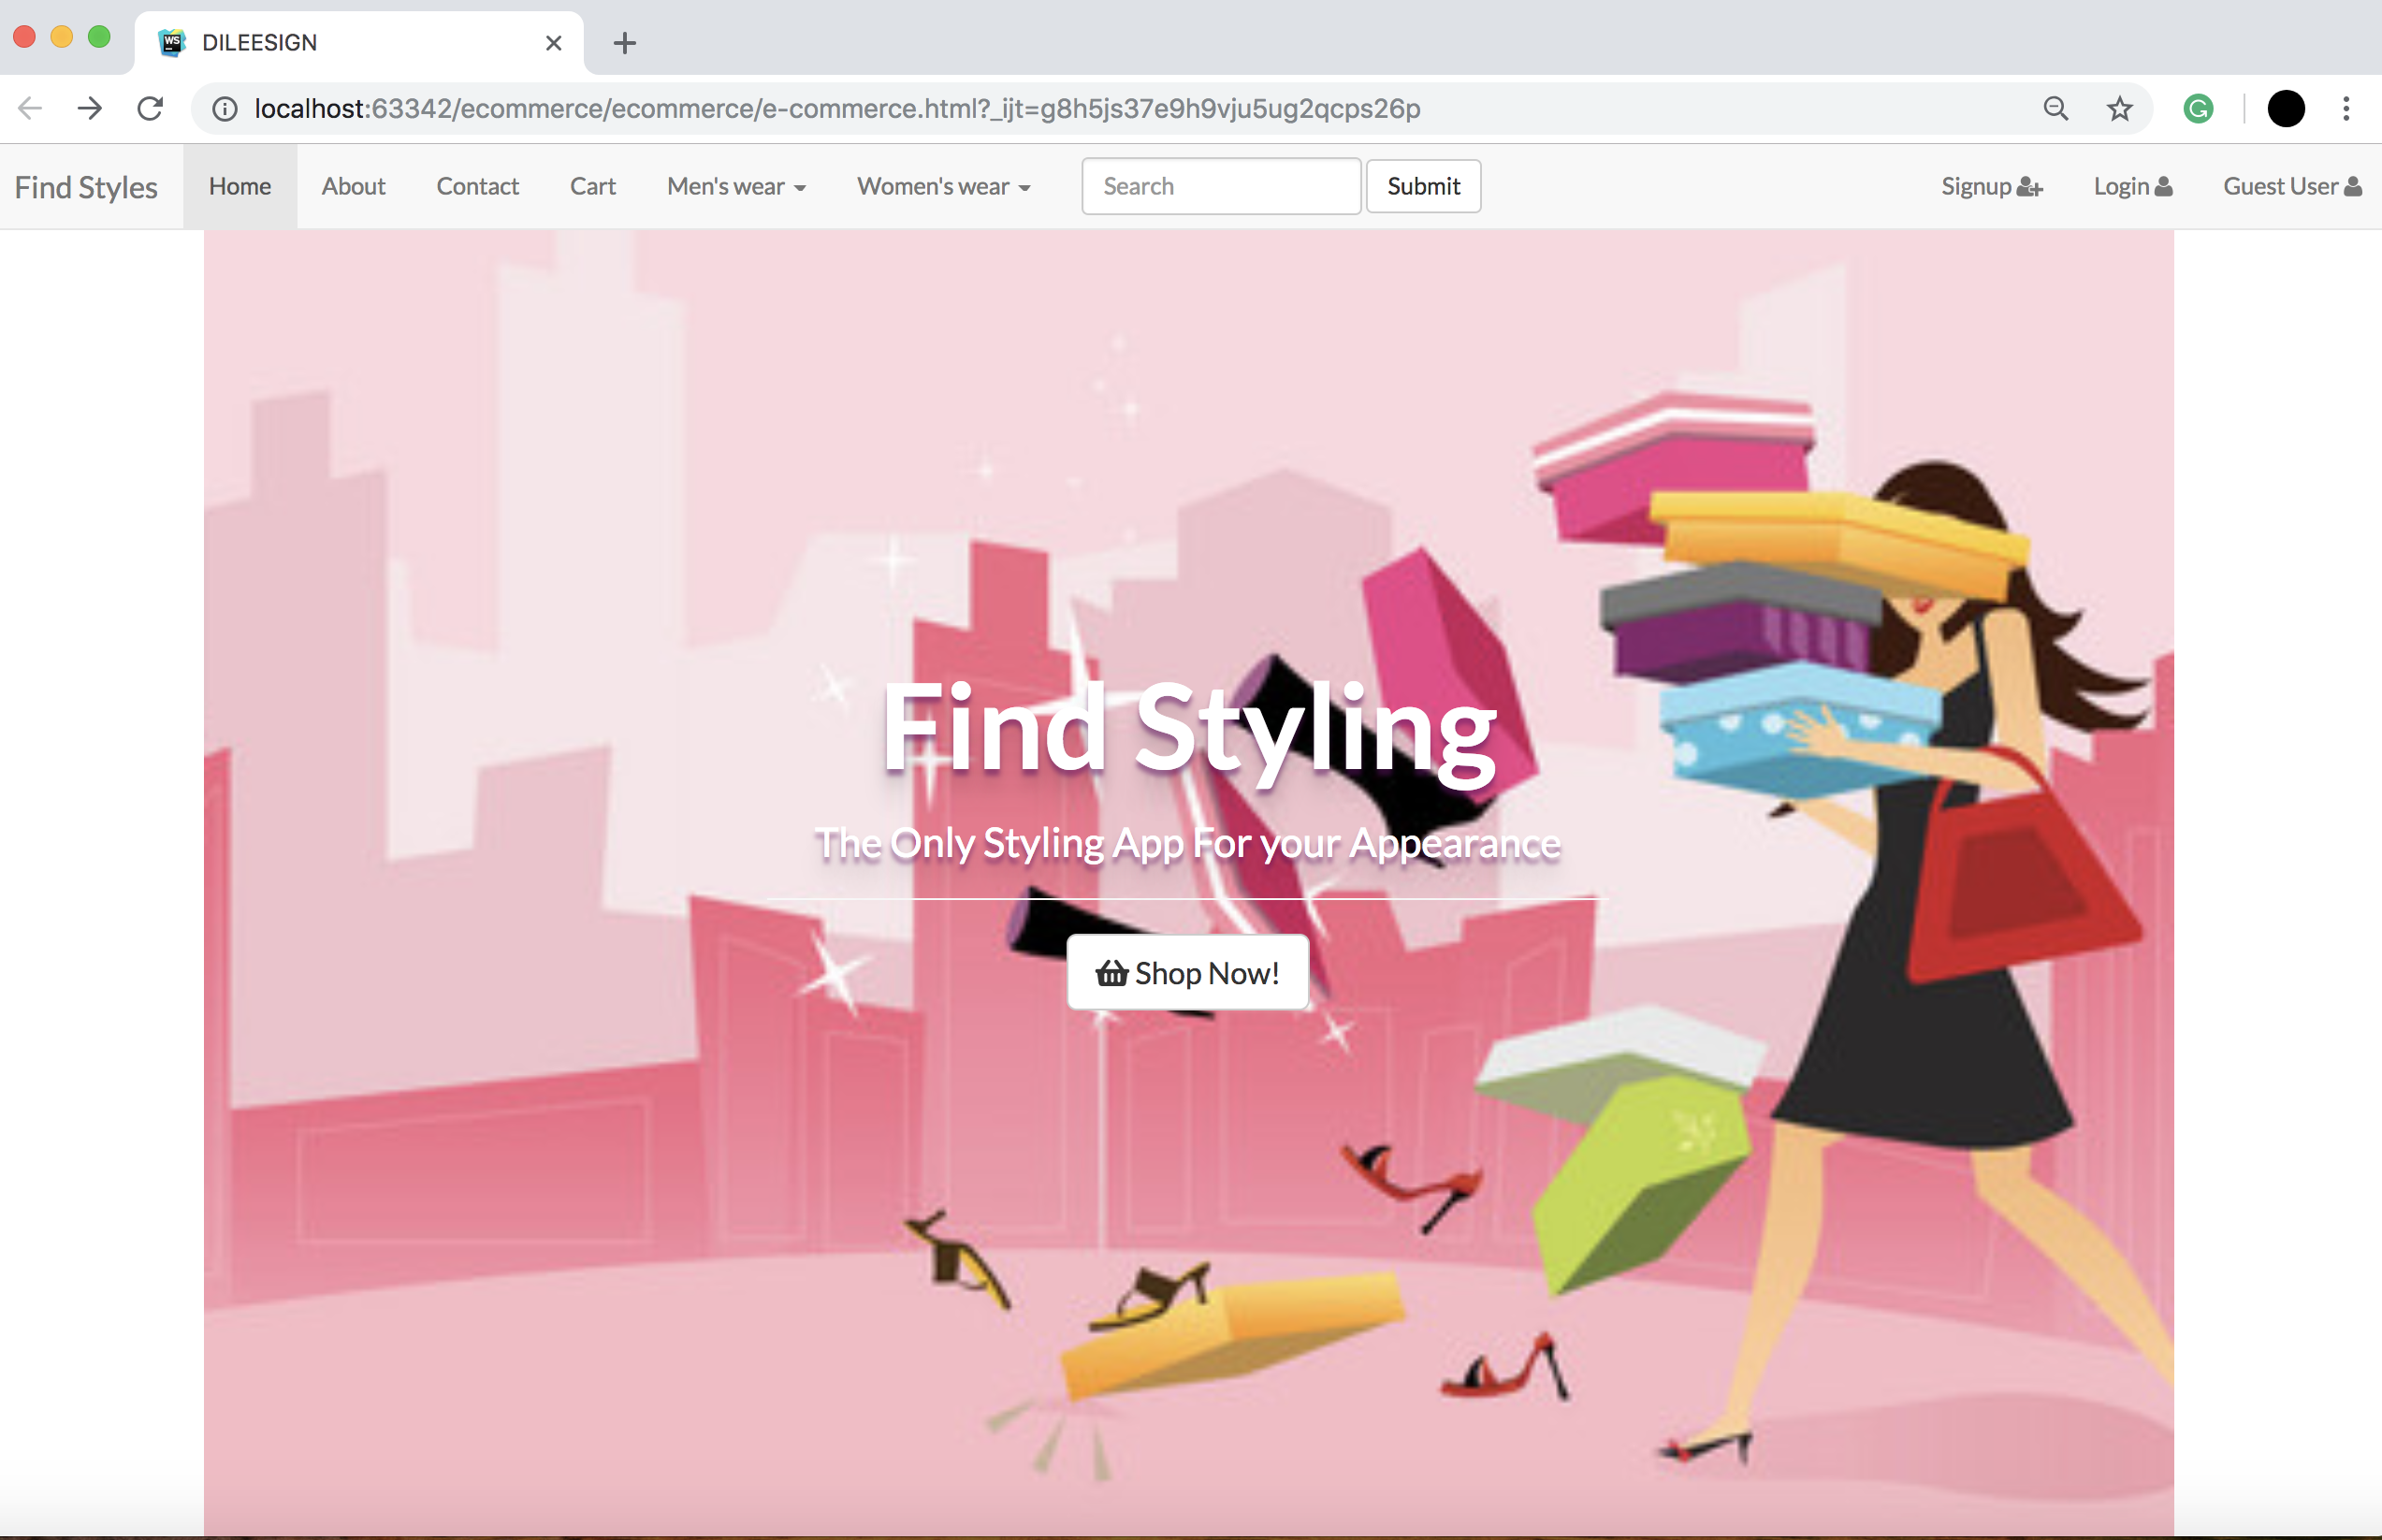 WS
DILEESIGN
localhost:63342/ecommerce/ecommerce/e-commerce.html?_ijt=g8h5js37e9h9vju5ug2qcps26p
G
Find Styles Home About Contact Cart Men's wear Women's wear Search Submit Signup Login Guest User
Find Styling
The Only Styling App For your Appearance
Shop Now!